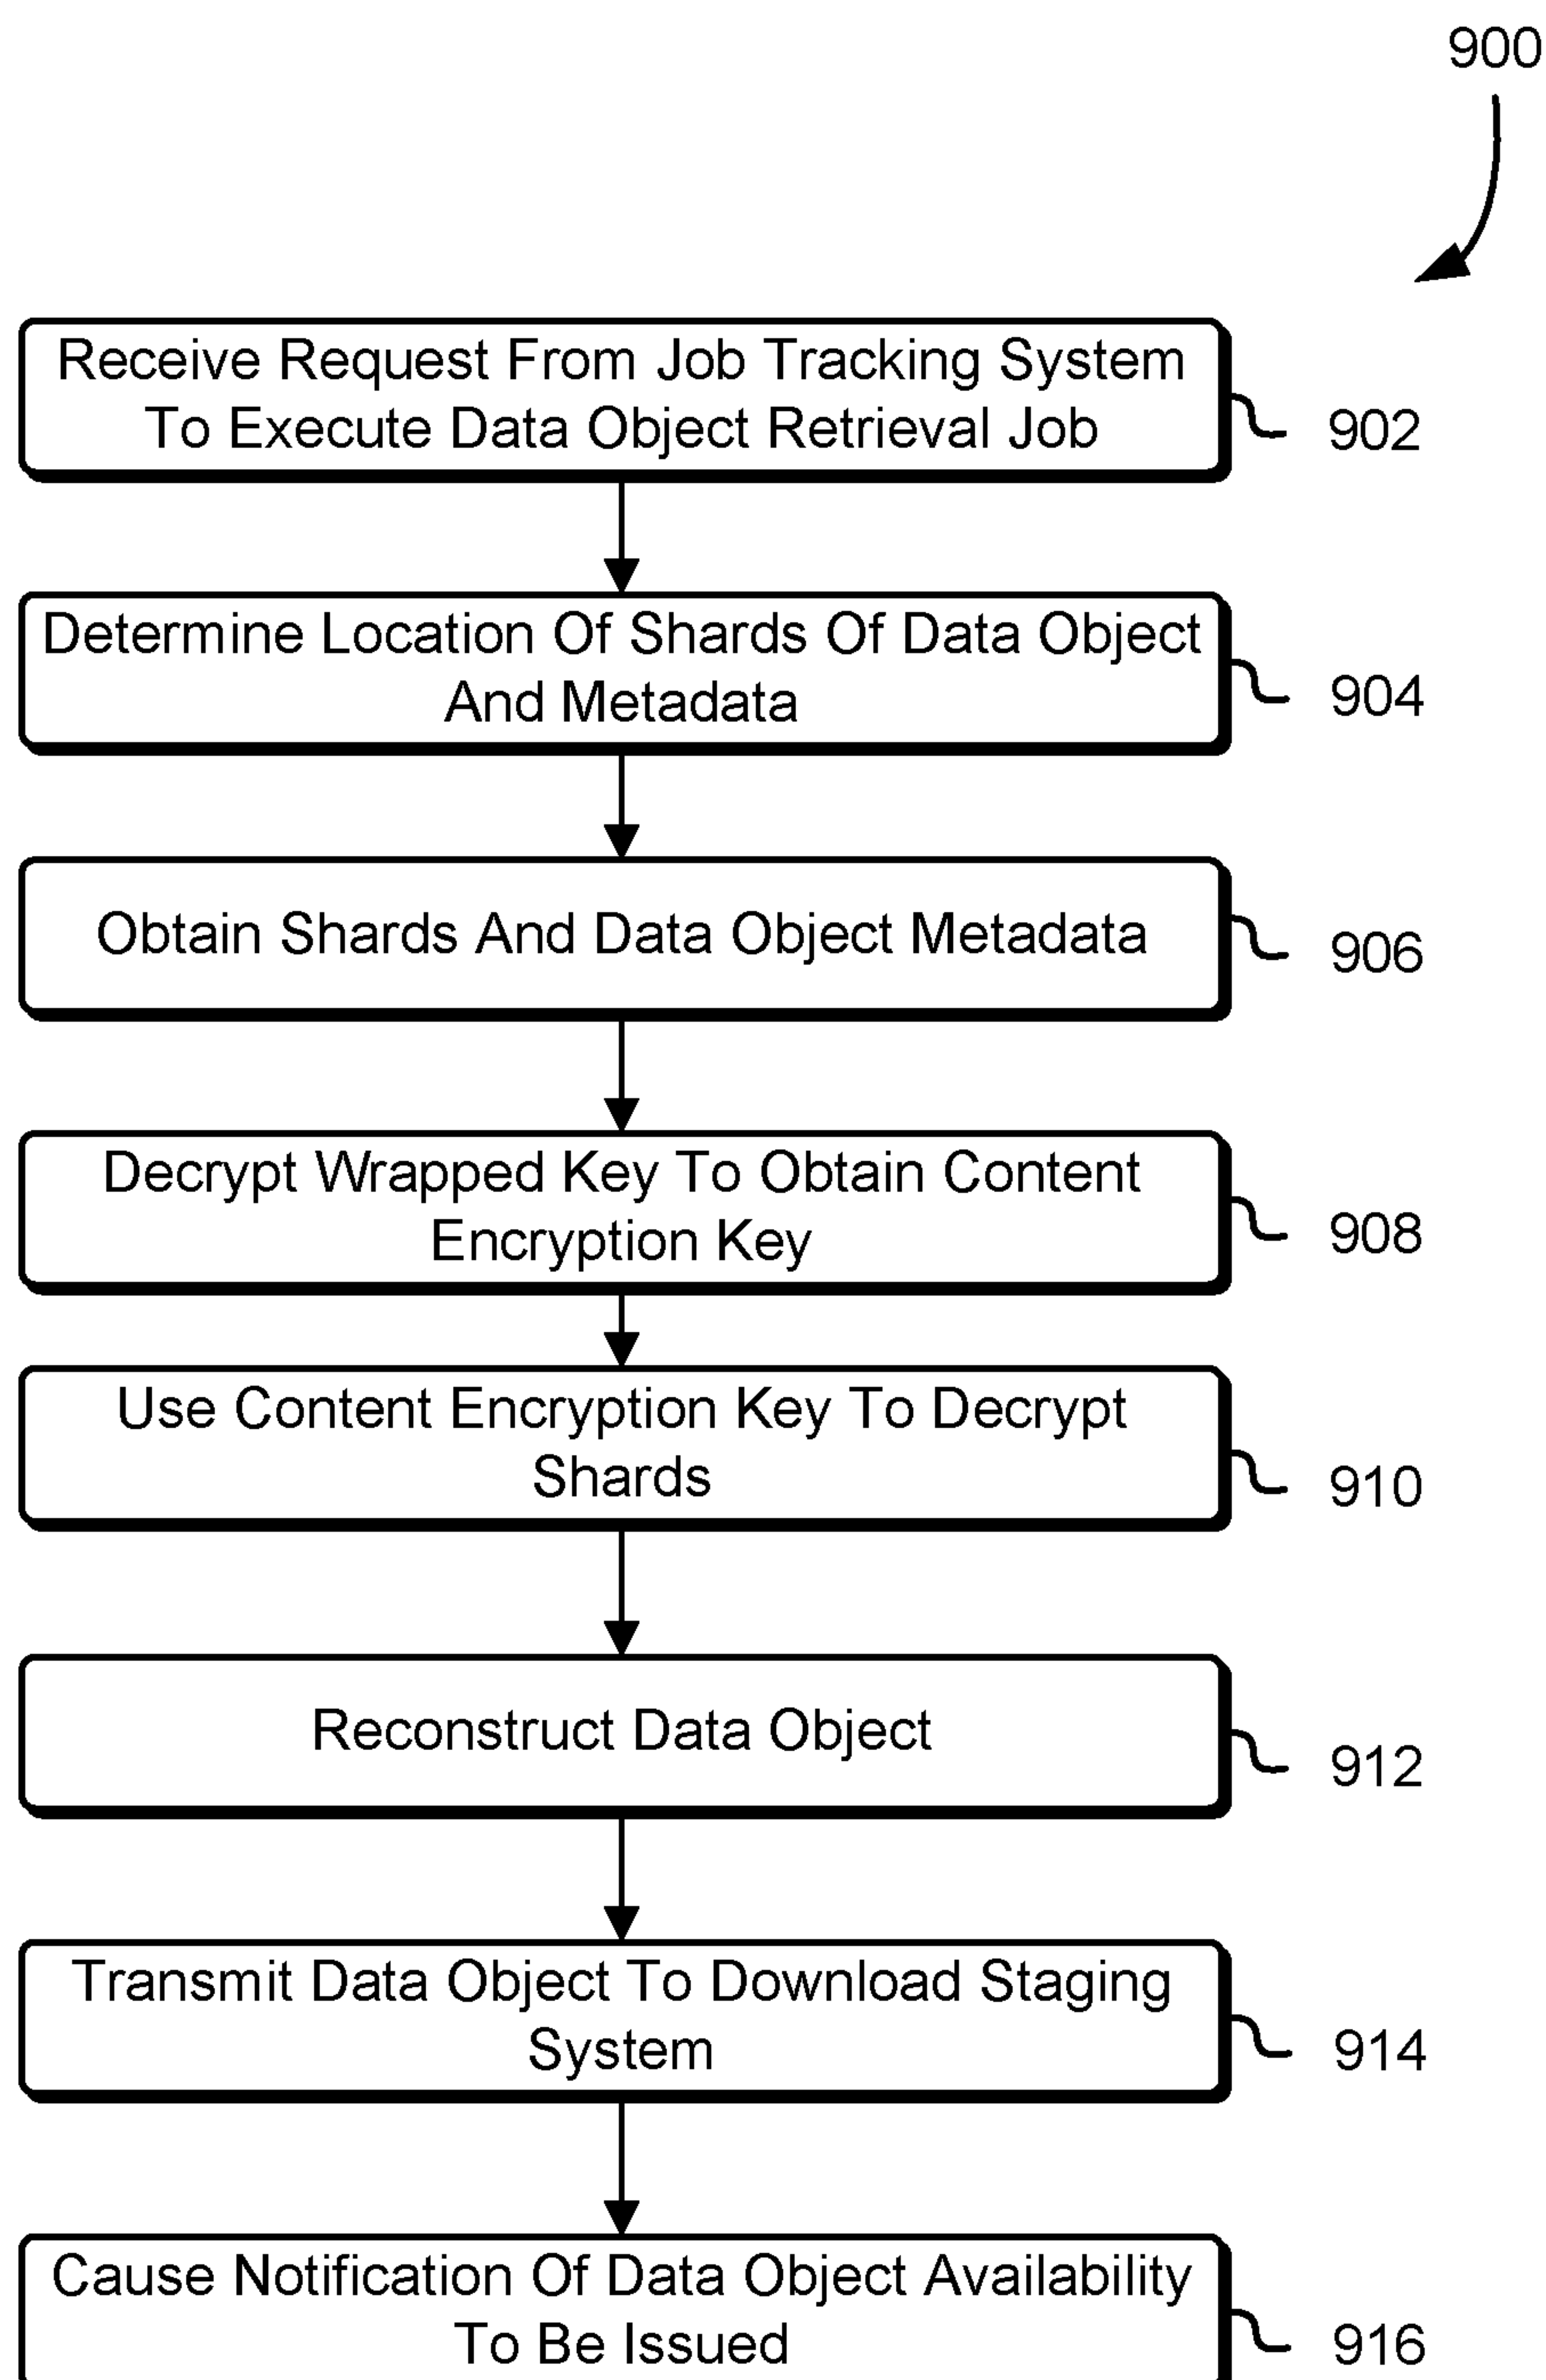 900
Receive Request From Job Tracking System
To Execute Data Object Retrieval Job
902
Determine Location Of Shards Of Data Object
And Metadata
904
Obtain Shards And Data Object Metadata
906
Decrypt Wrapped Key To Obtain Content
Encryption Key
908
Use Content Encryption Key To Decrypt
Shards
910
Reconstruct Data Object
912
Transmit Data Object To Download Staging
System
914
Cause Notification Of Data Object Availability
To Be Issued
916